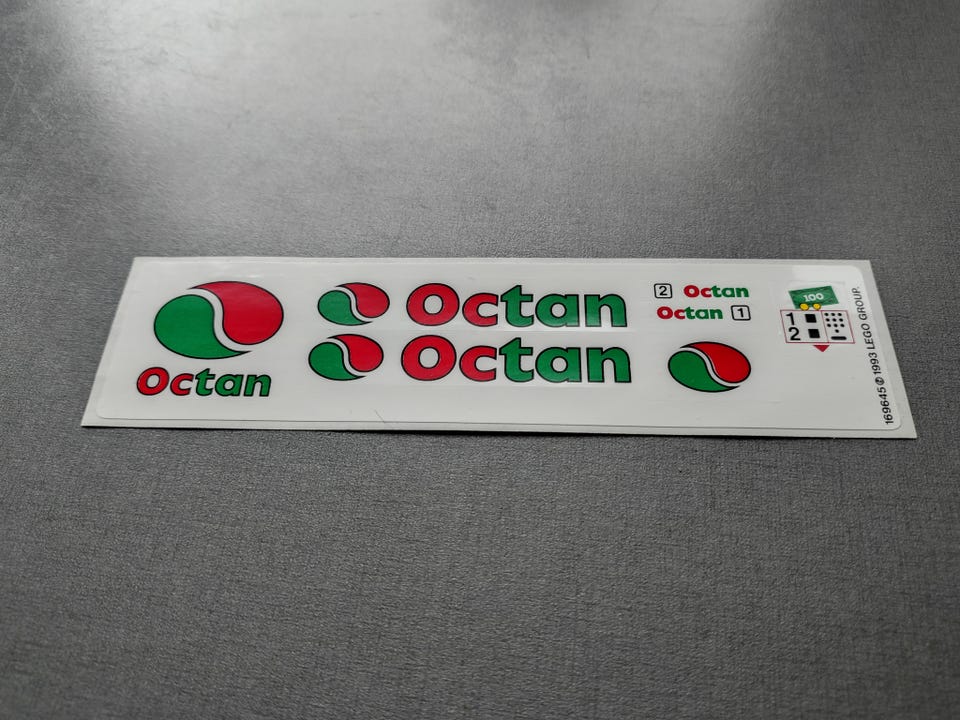 Octan
Octan
Octan
2 Octan
Octan 1
100
1
2
169645 © 1993 LEGO GROUP.